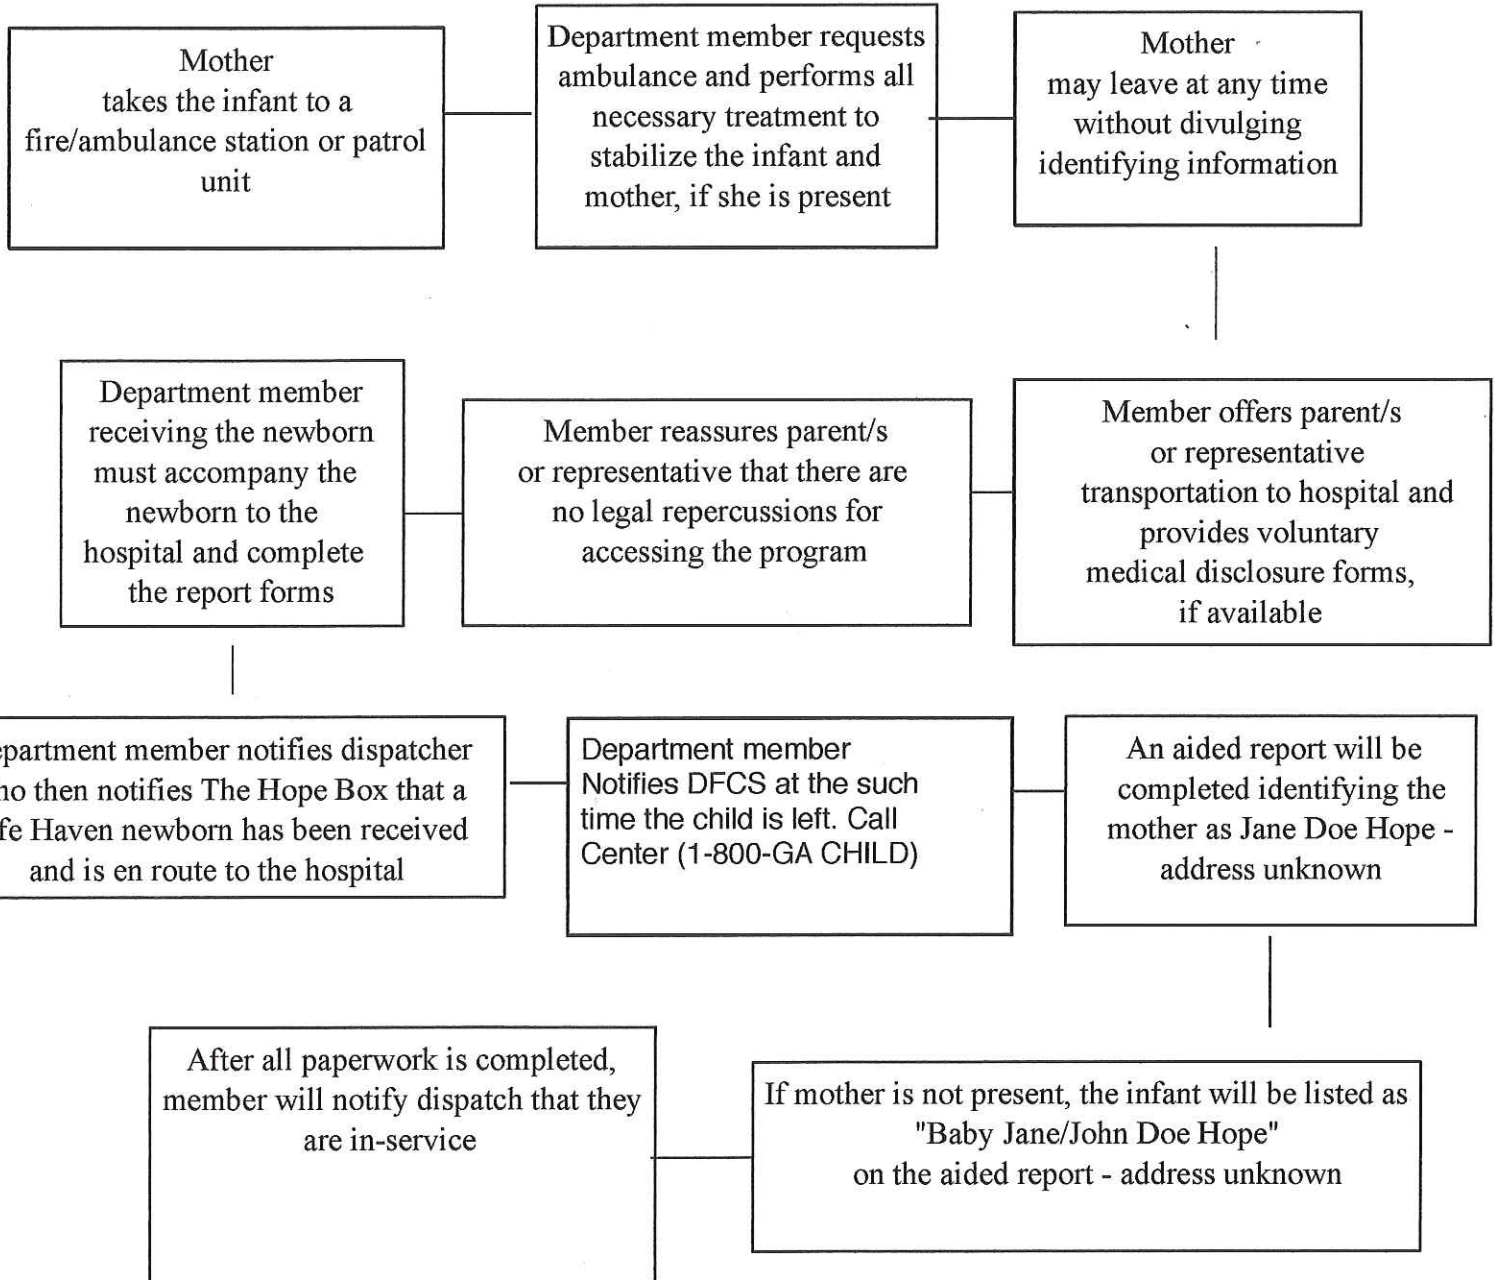 Mother
takes the infant to a
fire/ambulance station or patrol
unit
Department member requests
ambulance and performs all
necessary treatment to
stabilize the infant and
mother, if she is present
Mother
may leave at any time
without divulging
identifying information
Department member
receiving the newborn
must accompany the
newborn to the
hospital and complete
the report forms
Member reassures parent/s
or representative that there are
no legal repercussions for
accessing the program
Member offers parent/s
or representative
transportation to hospital and
provides voluntary
medical disclosure forms,
if available
epartment member notifies dispatcher
ho then notifies The Hope Box that a
fe Haven newborn has been received
and is en route to the hospital
Department member
Notifies DFCS at the such
time the child is left. Call
Center (1-800-GA CHILD)
An aided report will be
completed identifying the
mother as Jane Doe Hope -
address unknown
After all paperwork is completed,
member will notify dispatch that they
are in-service
If mother is not present, the infant will be listed as
"Baby Jane/John Doe Hope"
on the aided report - address unknown